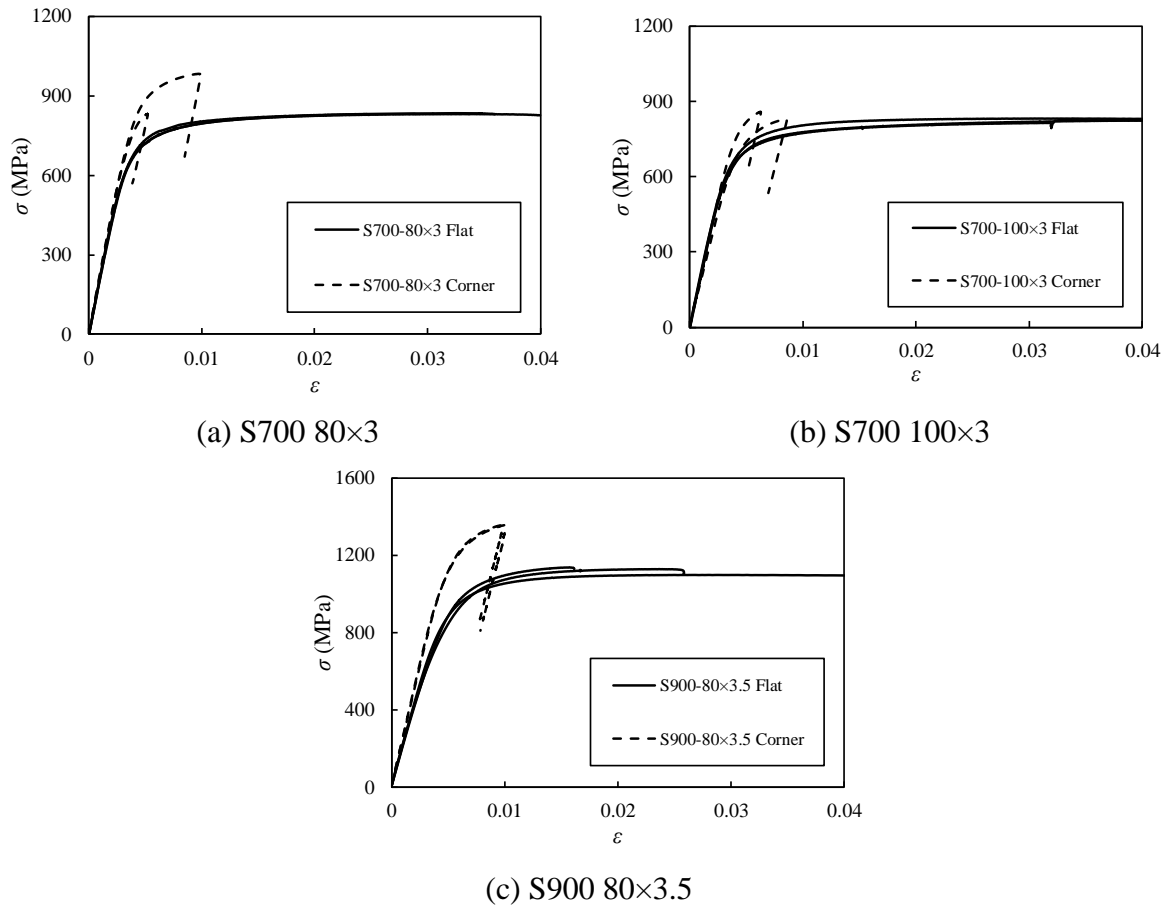 1200
900
600
300
0
σ (MPa)
0 0.01 0.02 0.03 0.04
ε
S700-80×3 Flat
S700-80×3 Corner
(a) S700 80×3
1200
900
600
300
0
σ (MPa)
0 0.01 0.02 0.03 0.04
ε
S700-100×3 Flat
S700-100×3 Corner
(b) S700 100×3
1600
1200
800
400
0
σ (MPa)
0 0.01 0.02 0.03 0.04
ε
S900-80×3.5 Flat
S900-80×3.5 Corner
(c) S900 80×3.5